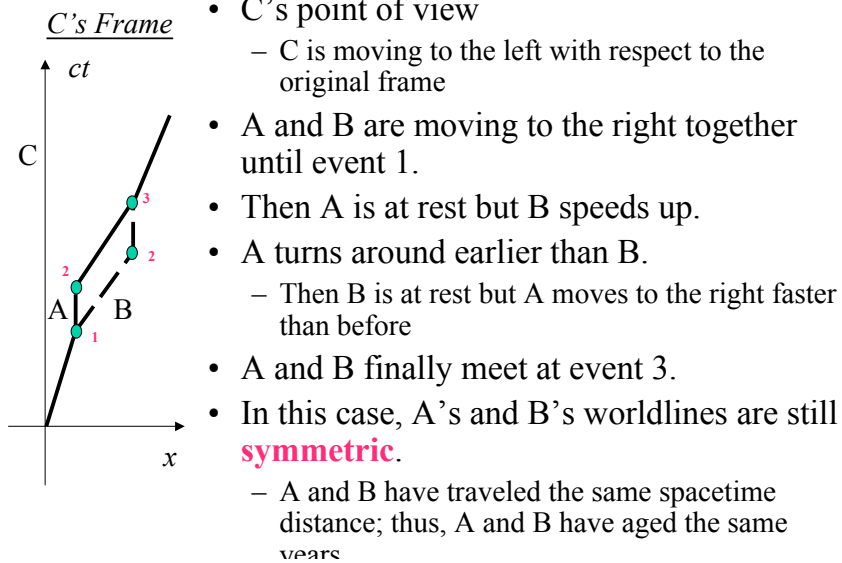 C's Frame
ct
C
3
2
2
A
B
1
x
• C's point of view
– C is moving to the left with respect to the
original frame
• A and B are moving to the right together
until event 1.
• Then A is at rest but B speeds up.
• A turns around earlier than B.
– Then B is at rest but A moves to the right faster
than before
• A and B finally meet at event 3.
• In this case, A's and B's worldlines are still
symmetric.
– A and B have traveled the same spacetime
distance; thus, A and B have aged the same
years